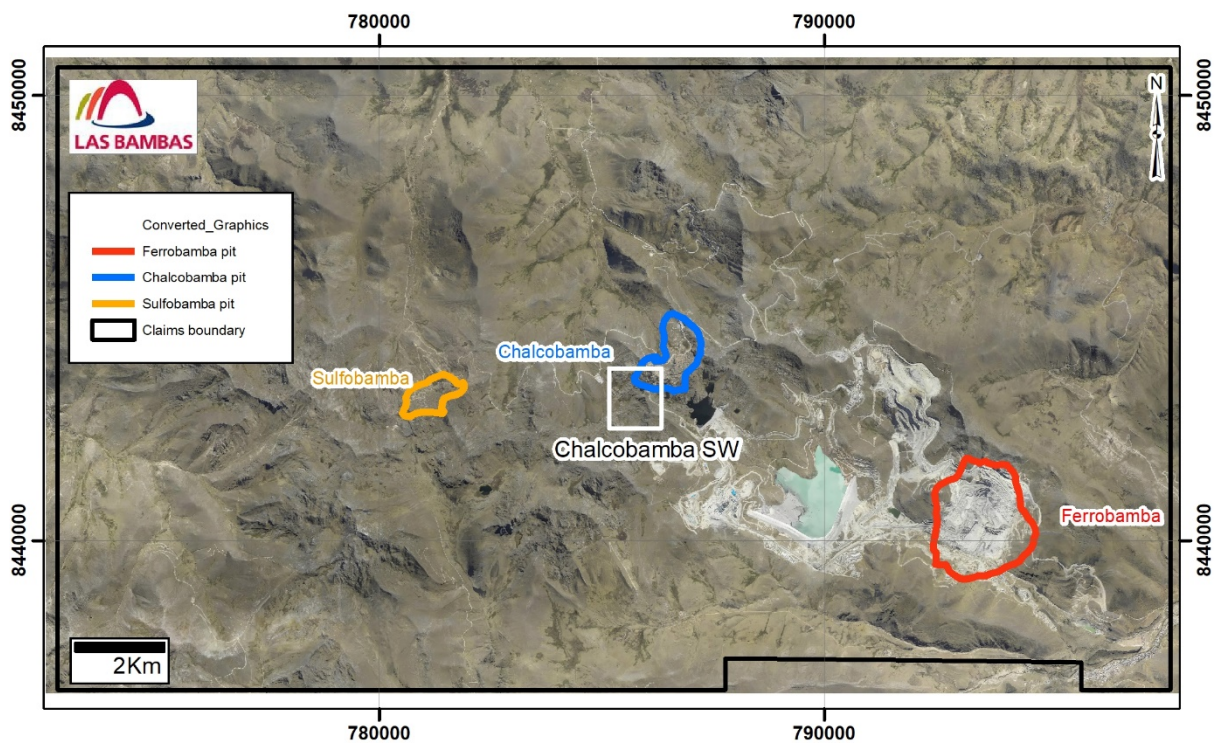 780000
790000
8450000
8450000
N
LAS BAMBAS
Converted_Graphics
Ferrobamba pit
Chalcobamba pit
Sulfobamba pit
Claims boundary
Chalcobamba
Sulfobamba
Chalcobamba SW
Ferrobamba
8440000
8440000
2Km
780000
790000